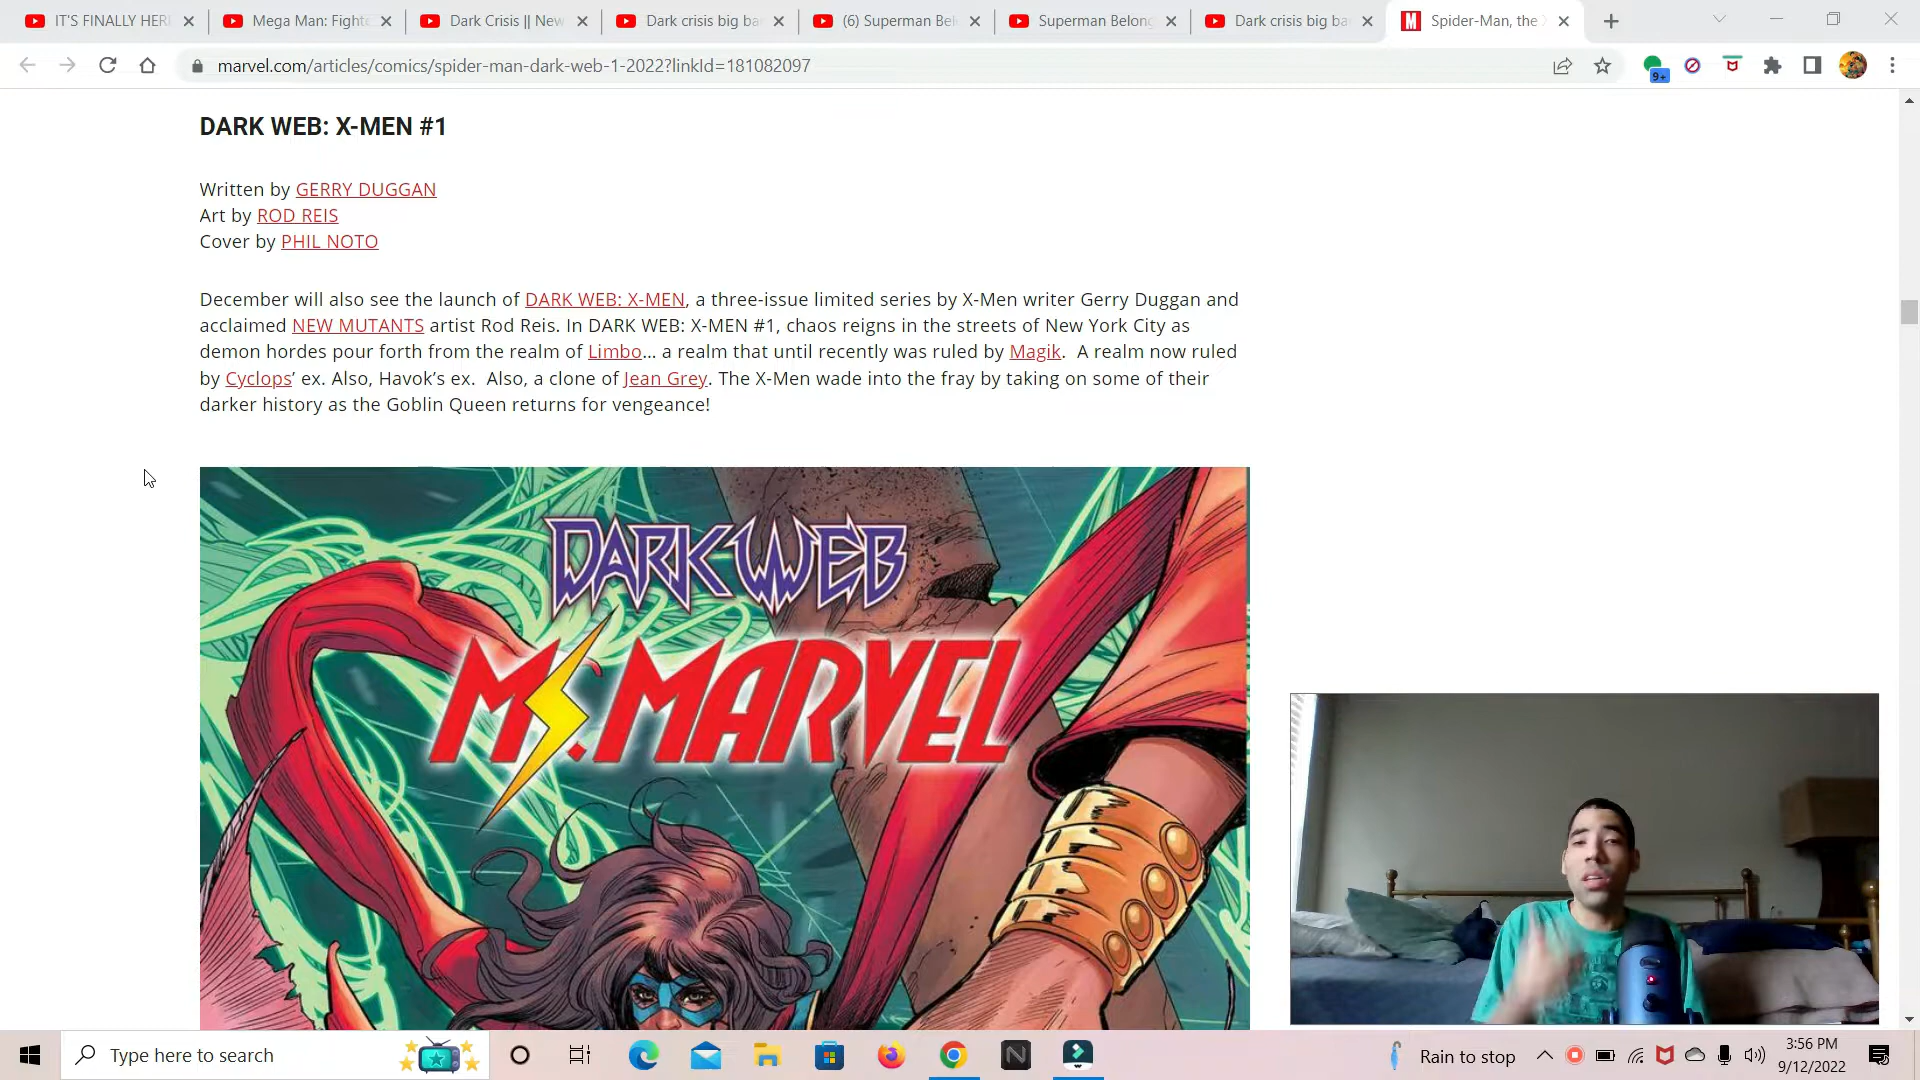 IT'S FINALLY HER
Mega Man: Fighte
Dark Crisis || New
Dark crisis big ba
(6) Superman Bel
Superman Belong
Dark crisis big ba
M
Spider-Man, the X
marvel.com/articles/comics/spider-man-dark-web-1-2022?linkId=181082097
9+
DARK WEB: X-MEN #1
Written by GERRY DUGGAN
Art by ROD REIS
Cover by PHIL NOTO
December will also see the launch of DARK WEB: X-MEN, a three-issue limited series by X-Men writer Gerry Duggan and
acclaimed NEW MUTANTS artist Rod Reis. In DARK WEB: X-MEN #1, chaos reigns in the streets of New York City as
demon hordes pour forth from the realm of Limbo... a realm that until recently was ruled by Magik.  A realm now ruled
by Cyclops’ ex. Also, Havok’s ex.  Also, a clone of Jean Grey. The X-Men wade into the fray by taking on some of their
darker history as the Goblin Queen returns for vengeance!
DARK WEB
MS. MARVEL
Type here to search
N
Rain to stop
3:56 PM
9/12/2022